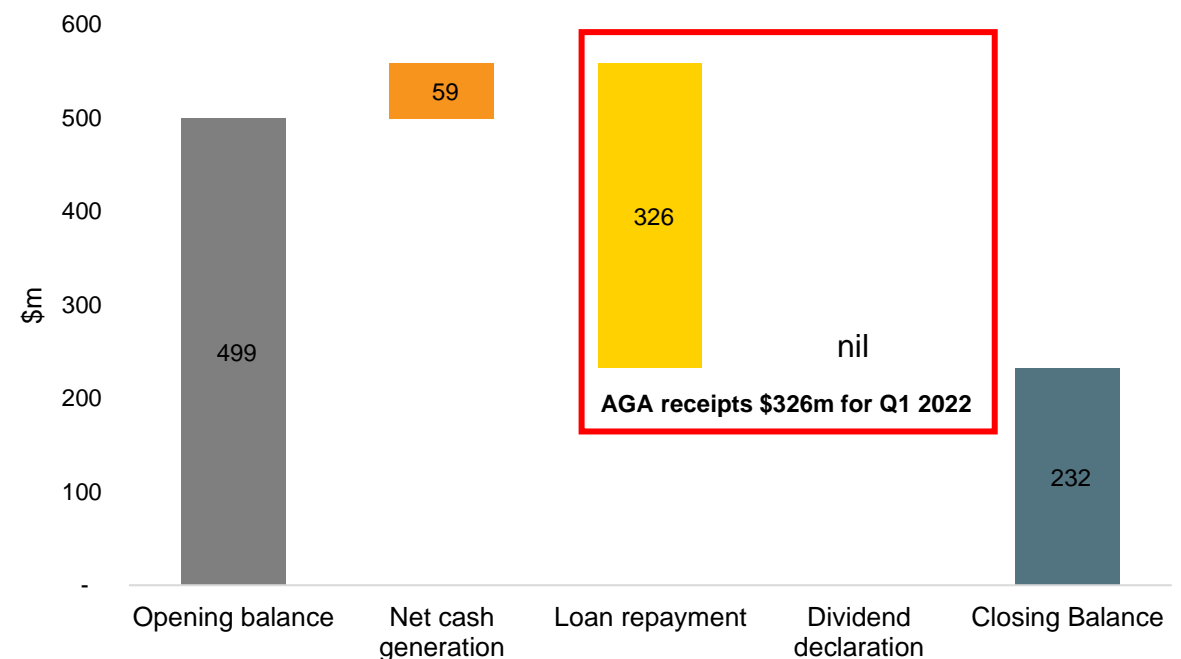 600
500
400
300
200
100
-
$m
499
59
326
nil
AGA receipts $326m for Q1 2022
232
Opening balance
Net cash
generation
Loan repayment
Dividend
declaration
Closing Balance